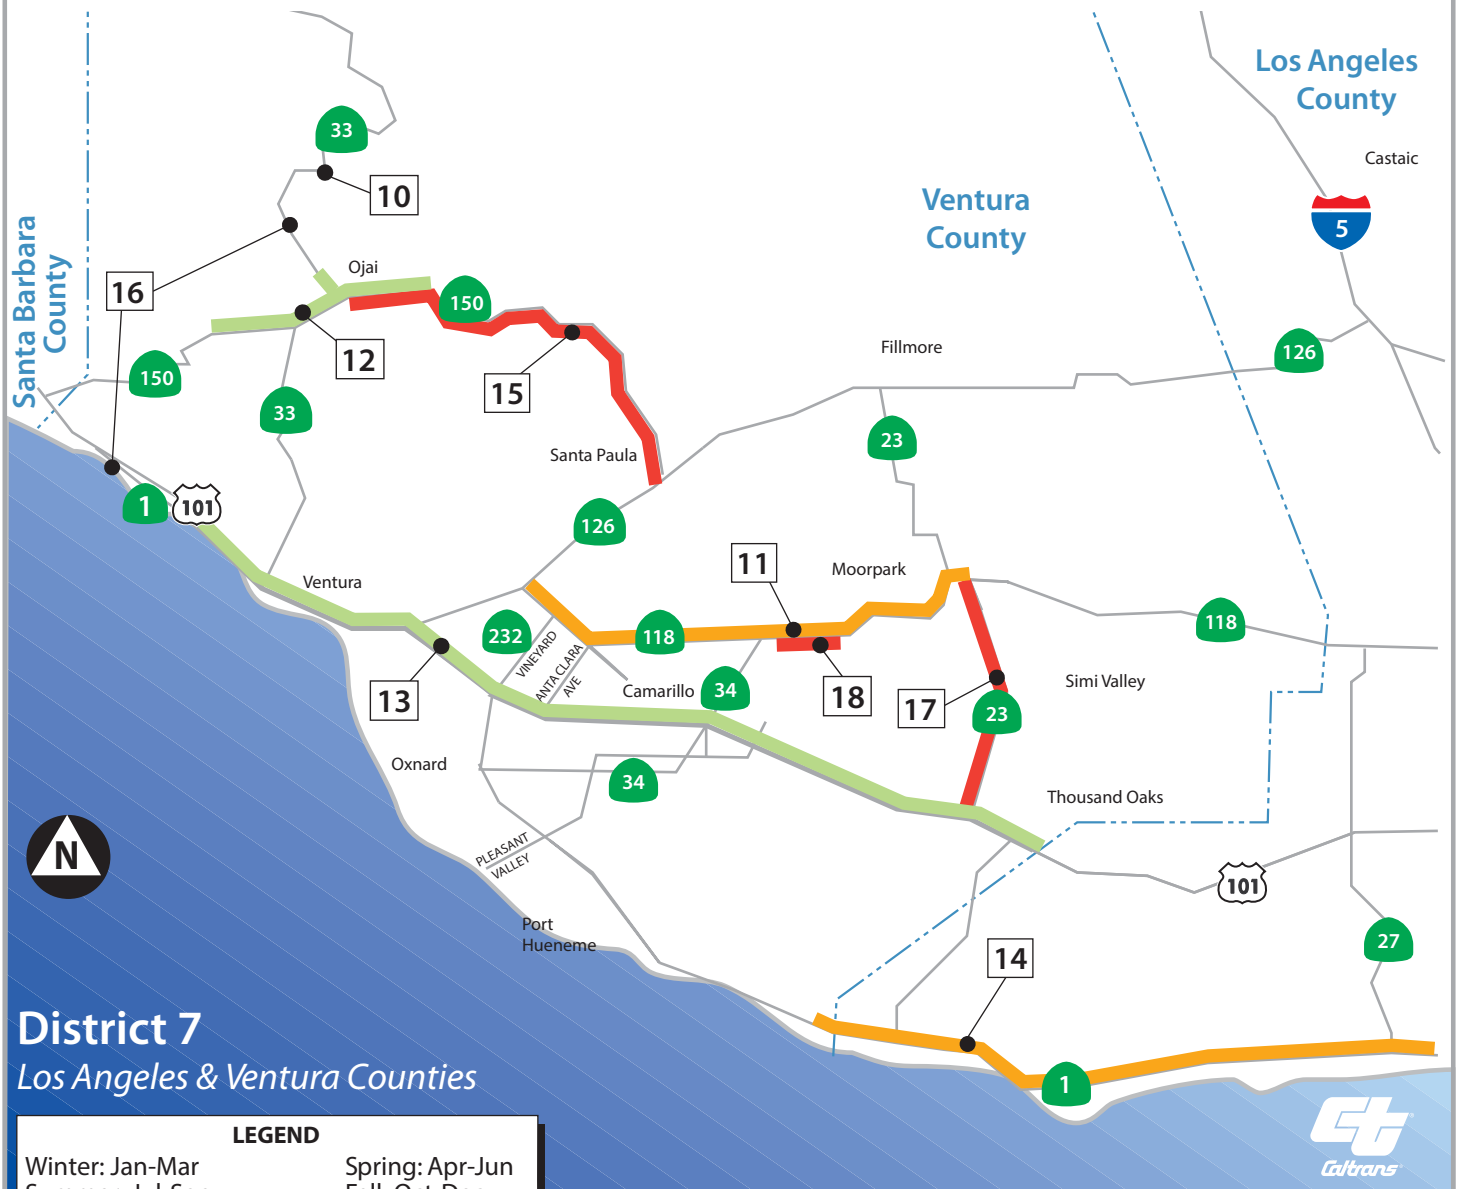 Los Angeles
County
Castaic
5
33
10
Ventura
County
Santa Barbara
County
Ojai
16
150
12
15
150
33
Fillmore
126
23
Santa Paula
1
101
126
11
Moorpark
Ventura
232
118
118
VINEYARD
ANTA CLARA
AVE
Camarillo
34
13
18
17
Simi Valley
23
Oxnard
34
Thousand Oaks
PLEASANT
VALLEY
N
101
Port
Hueneme
27
14
1
District 7
Los Angeles & Ventura Counties
LEGEND
Winter: Jan-Mar
Spring: Apr-Jun
Caltrans